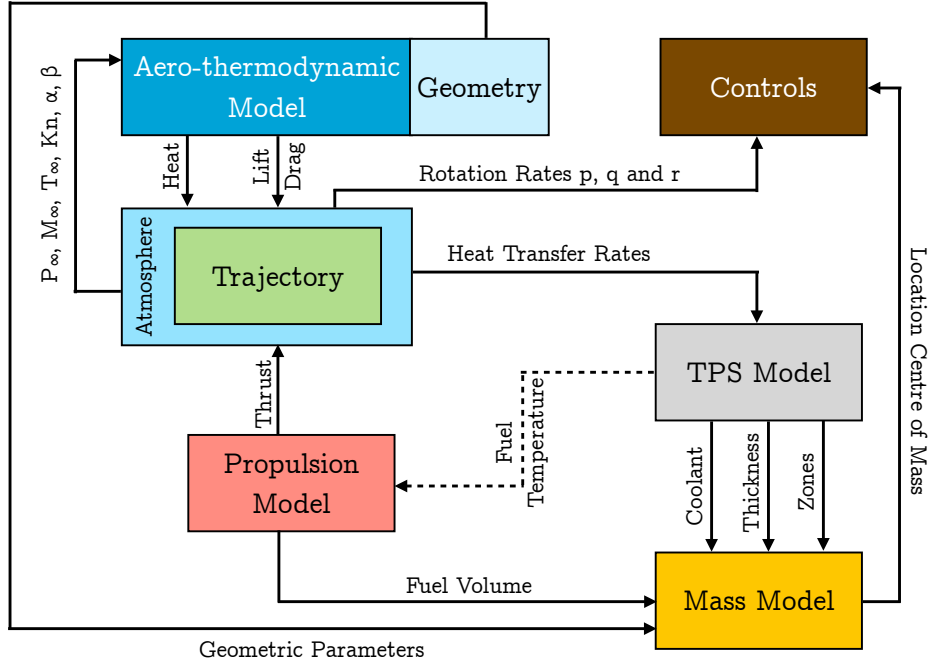 Aero-thermodynamic
Model
Geometry
Controls
P∞, M∞, T∞, Kn, α, β
Heat
Lift
Drag
Rotation Rates p, q and r
Atmosphere
Trajectory
Heat Transfer Rates
Location Centre of Mass
Thrust
TPS Model
Fuel
Temperature
Propulsion
Model
Coolant
Thickness
Zones
Fuel Volume
Mass Model
Geometric Parameters